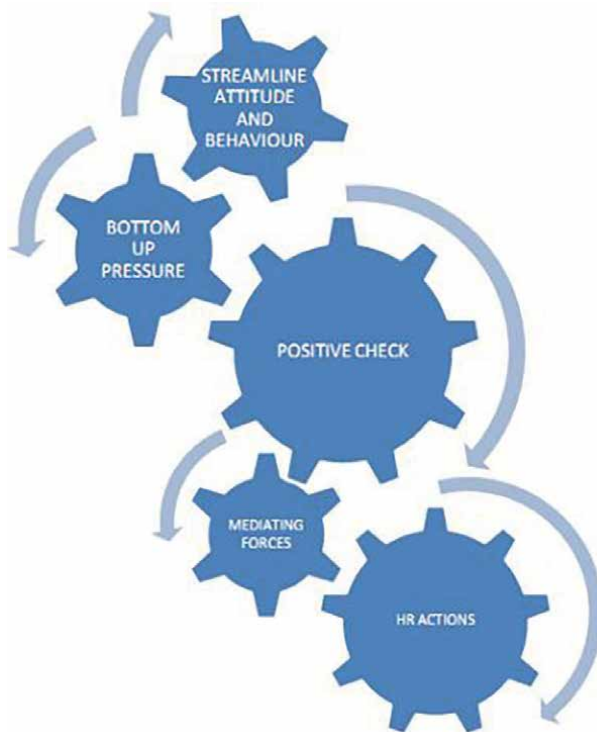 STREAMLINE
ATTITUDE
AND
BEHAVIOUR
BOTTOM
UP
PRESSURE
POSITIVE CHECK
MEDIATING
FORCES
HR ACTIONS